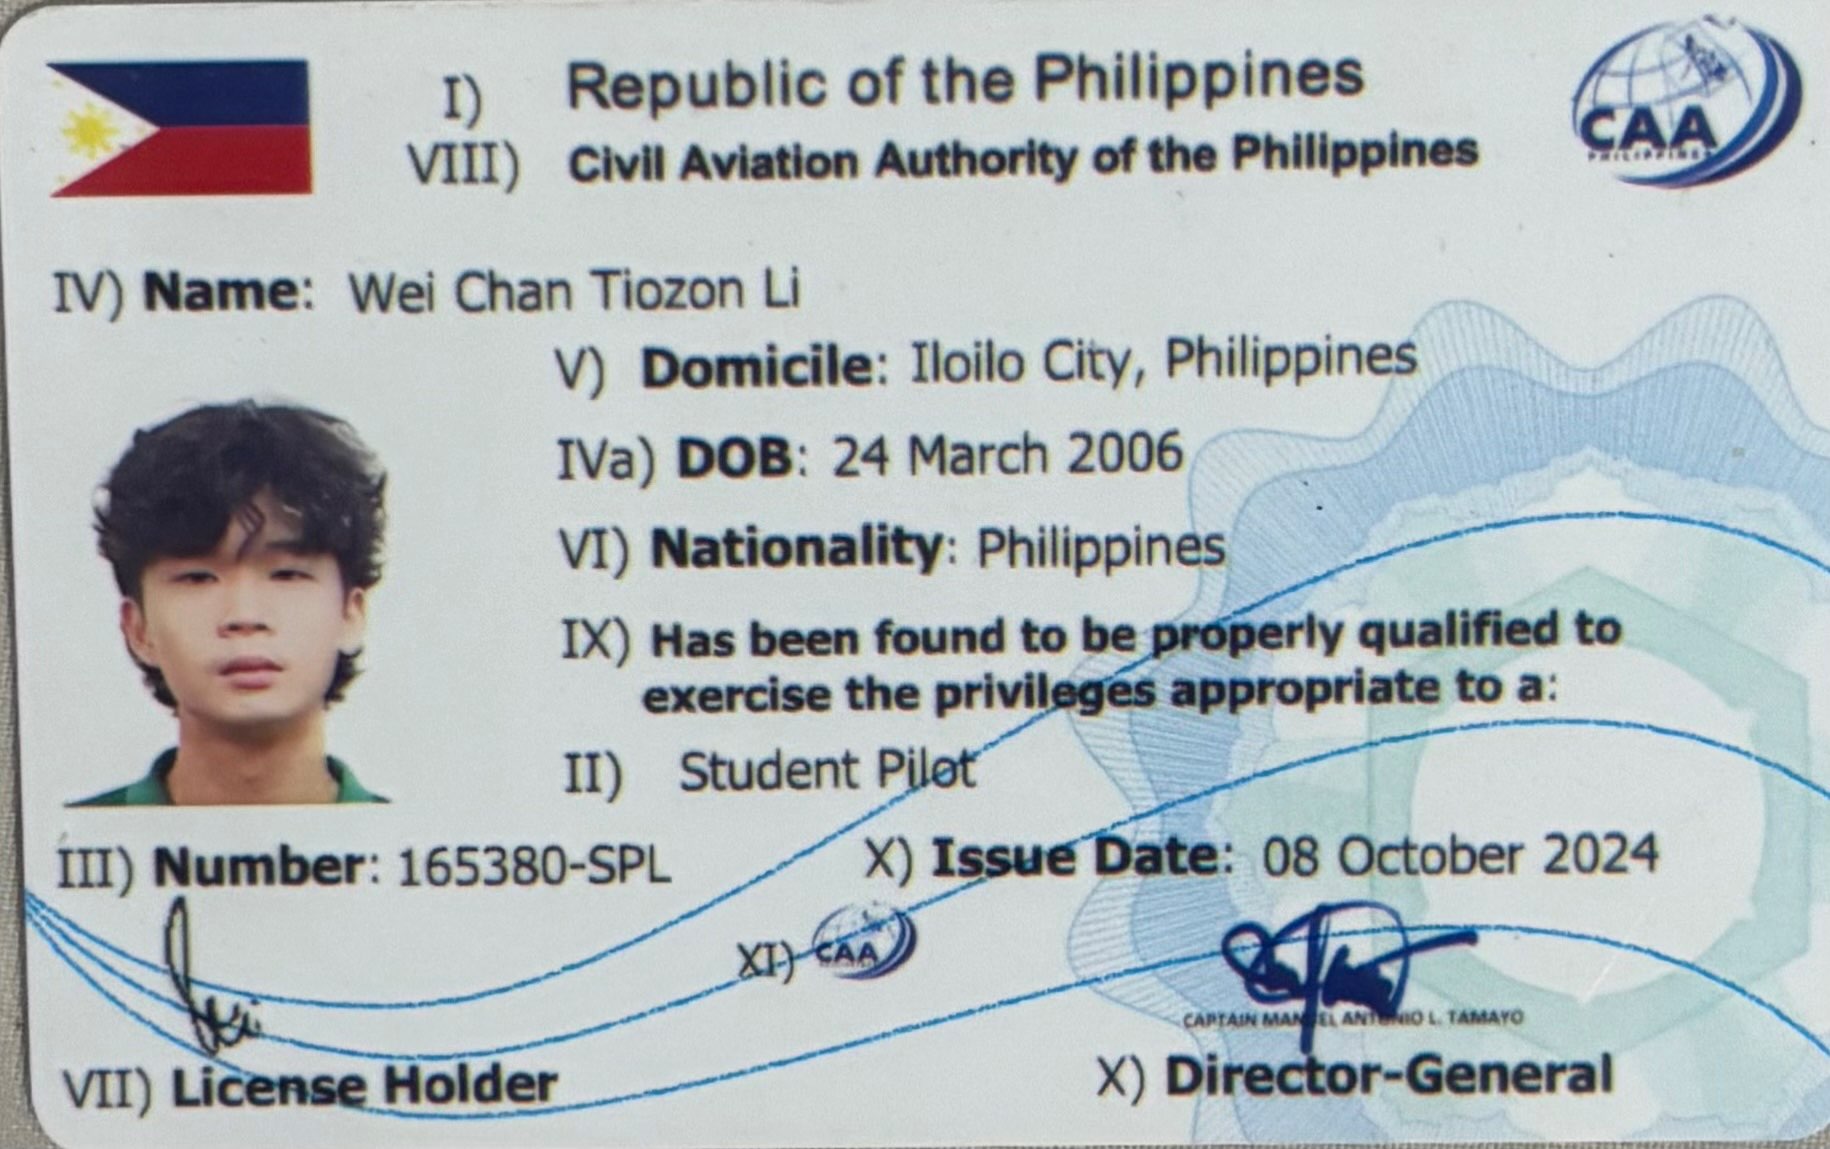 I) Republic of the Philippines
VIII) Civil Aviation Authority of the Philippines
CAA
PHILIPPINES
IV) Name: Wei Chan Tiozon Li
V) Domicile: Iloilo City, Philippines
IVa) DOB: 24 March 2006
VI) Nationality: Philippines
IX) Has been found to be properly qualified to
exercise the privileges appropriate to a:
II) Student Pilot
III) Number: 165380-SPL
X) Issue Date: 08 October 2024
XI) CAA
CAPTAIN MANUEL ANTONIO L. TAMAYO
VII) License Holder
X) Director-General